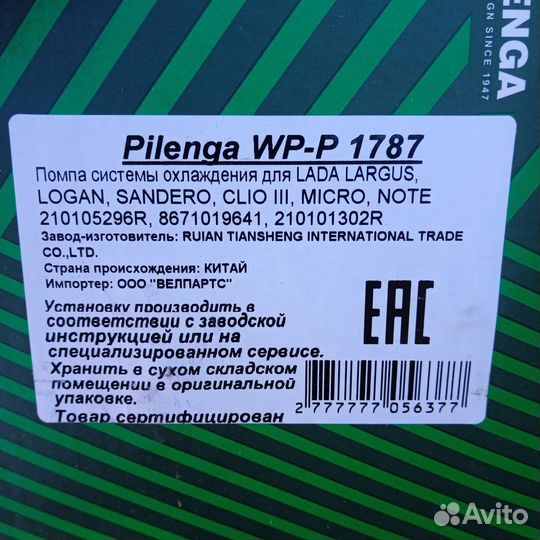 ENGA
GN SINCE 1947
Pilenga WP-P 1787
Помпа системы охлаждения для LADA LARGUS,
LOGAN, SANDERO, CLIO III, MICRO, NOTE
210105296R, 8671019641, 210101302R
Завод-изготовитель: RUIAN TIANSHENG INTERNATIONAL TRADE
CO.,LTD.
Страна происхождения: КИТАЙ
Импортер: ООО "ВЕЛПАРТС"
Установку производить в
соответствии с заводской
инструкцией или на
специализированном сервисе.
Хранить в сухом складском
помещении в оригинальной
упаковке.
Товар сертифицирован
EAC
2 777777 056377
Avito